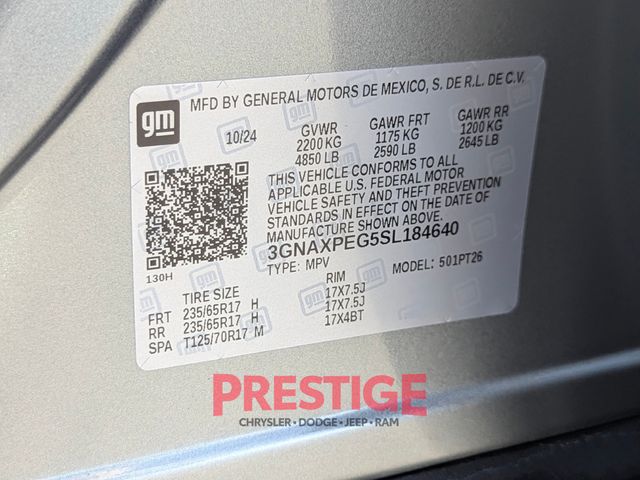 gm
MFD BY GENERAL MOTORS DE MEXICO, S. DE R.L. DE C.V.
10/24 GVWR GAWR FRT GAWR RR
2200 KG 1175 KG 1200 KG
4850 LB 2590 LB 2645 LB
THIS VEHICLE CONFORMS TO ALL
APPLICABLE U.S. FEDERAL MOTOR
VEHICLE SAFETY AND THEFT PREVENTION
STANDARDS IN EFFECT ON THE DATE OF
MANUFACTURE SHOWN ABOVE.
3GNAXPEG5SL184640
130H TYPE: MPV MODEL: 501PT26
TIRE SIZE RIM
FRT 235/65R17 H 17X7.5J
RR 235/65R17 H 17X7.5J
SPA T125/70R17 M 17X4BT
PRESTIGE
CHRYSLER • DODGE • JEEP • RAM